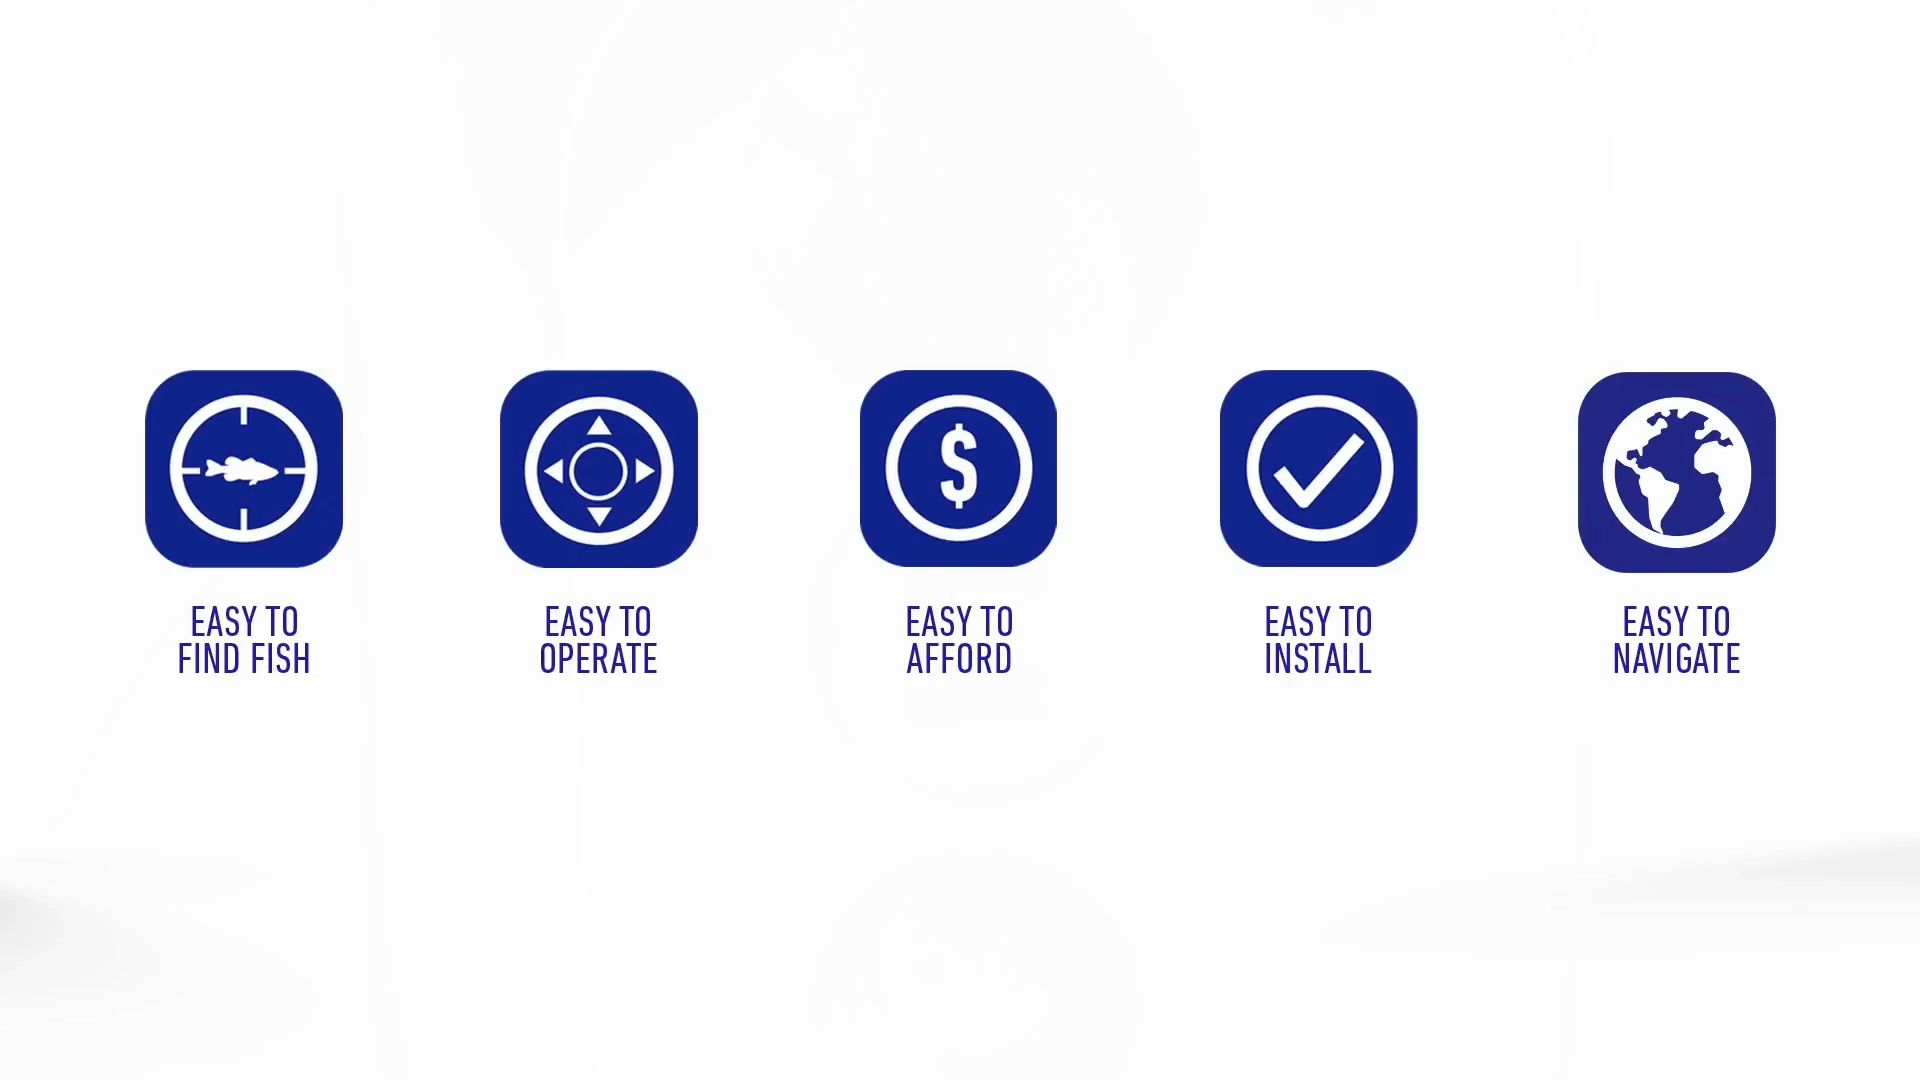 EASY TO
FIND FISH
EASY TO
OPERATE
$
EASY TO
AFFORD
EASY TO
INSTALL
EASY TO
NAVIGATE